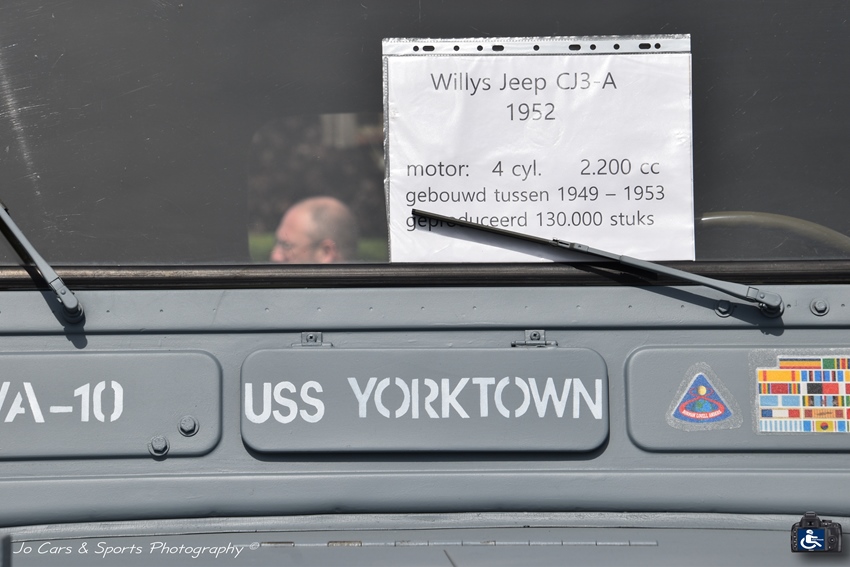 Willys Jeep CJ3-A
1952
motor: 4 cyl. 2.200 cc
gebouwd tussen 1949 – 1953
geproduceerd 130.000 stuks
VA-10
USS YORKTOWN
Jo Cars & Sports Photography ©